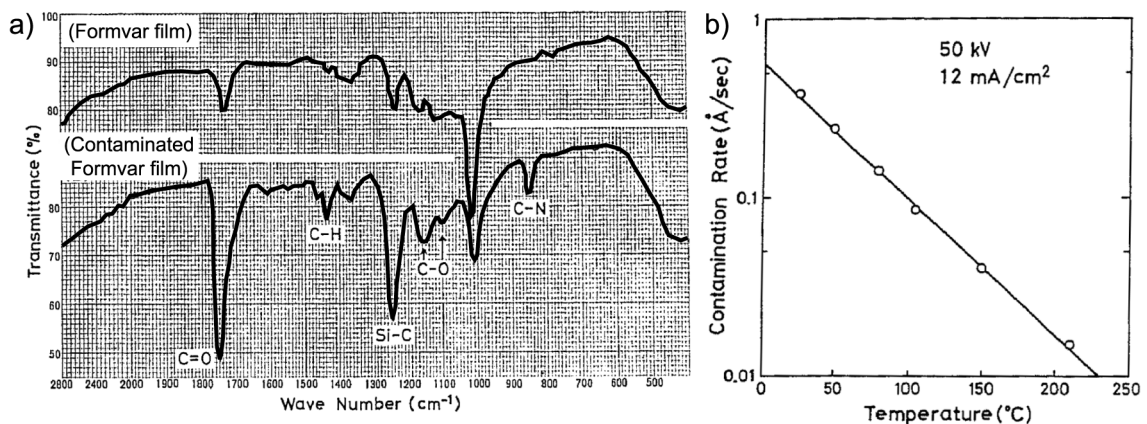 a)
(Formvar film)
100
90
80
(Contaminated
Formvar film)
80
70
60
50
Transmittance (%)
C=O
C-H
Si-C
C-O
C-N
2800 2400 2000 1800 1700 1600 1500 1400 1300 1200 1100 1000 900 800 700 600 500
Wave Number (cm⁻¹)
b)
50 kV
12 mA/cm²
1
0.1
0.01
Contamination Rate (Å/sec)
0 50 100 150 200 250
Temperature (°C)